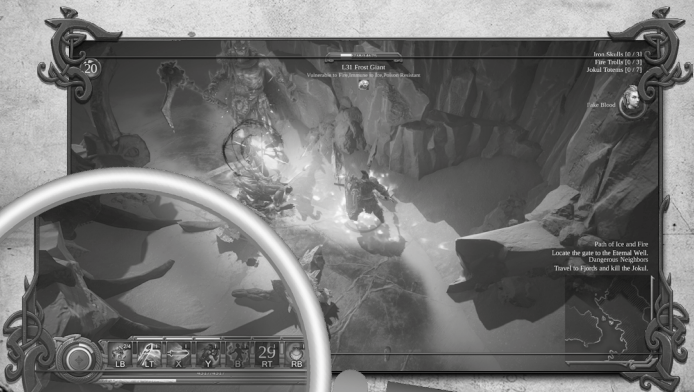 Iron Skulls [0 / 3]
20
L31 Frost Giant
Fire Trolls [0 / 3]
Jokul Totems [0 / 7]
Fake Blood
Path of Ice and Fire
Locate the gate to the Eternal Well.
Dangerous Neighbors
Travel to Fjords and kill the Jokul.
29
LB LT X Y B RT RB